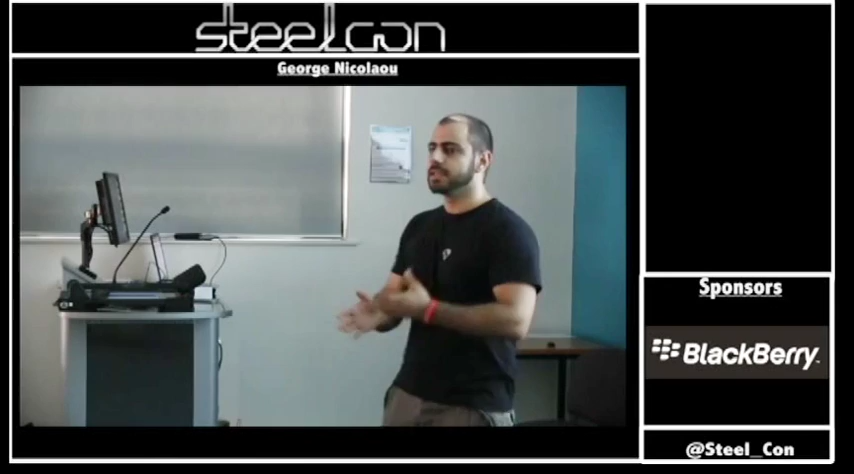 steelcon
George Nicolaou
Sponsors
BlackBerry
@Steel_Con